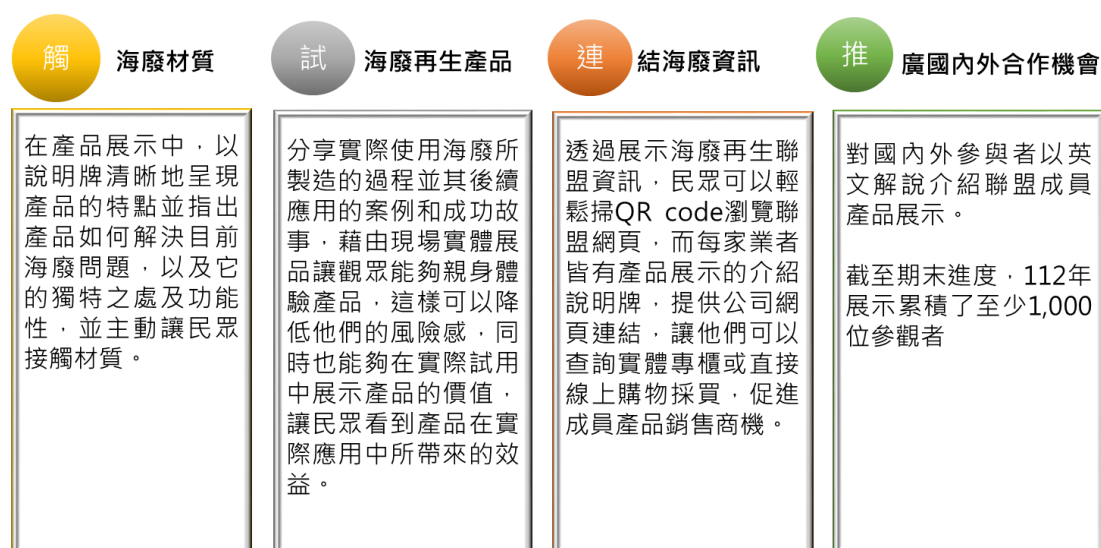 觸 海廢材質
在產品展示中，以
說明牌清晰地呈現
產品的特點並指出
產品如何解決目前
海廢問題，以及它
的獨特之處及功能
性，並主動讓民眾
接觸材質。
試 海廢再生產品
分享實際使用海廢所
製造的過程並其後續
應用的案例和成功故
事，藉由現場實體展
品讓觀眾能夠親身體
驗產品，這樣可以降
低他們的風險感，同
時也能夠在實際試用
中展示產品的價值，
讓民眾看到產品在實
際應用中所帶來的效
益。
連 結海廢資訊
透過展示海廢再生聯
盟資訊，民眾可以輕
鬆掃QR code瀏覽聯
盟網頁，而每家業者
皆有產品展示的介紹
說明牌，提供公司網
頁連結，讓他們可以
查詢實體專櫃或直接
線上購物採買，促進
成員產品銷售商機。
推 廣國內外合作機會
對國內外參與者以英
文解說介紹聯盟成員
產品展示。
截至期末進度，112年
展示累積了至少1,000
位參觀者